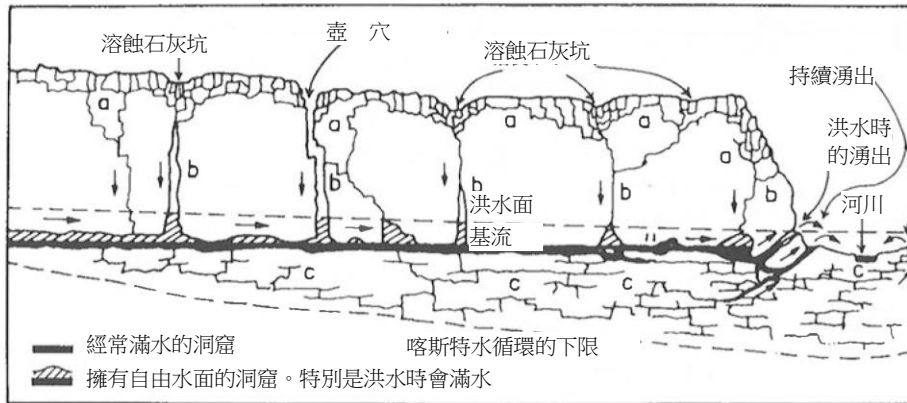 溶蝕石灰坑
壺 穴
溶蝕石灰坑
持續湧出
洪水時
的湧出
河川
a
a
a
a
a
b
b
b
b
b
洪水面
基流
c
c
c
c
經常滿水的洞窟
喀斯特水循環的下限
擁有自由水面的洞窟。特別是洪水時會滿水